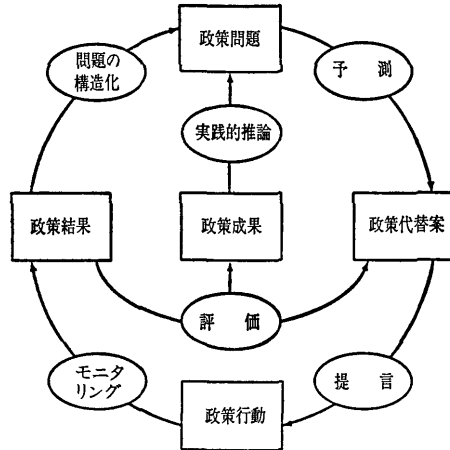 政策問題
問題の
構造化
予　測
実践的推論
政策結果
政策成果
政策代替案
評　価
モニタ
リング
提　言
政策行動